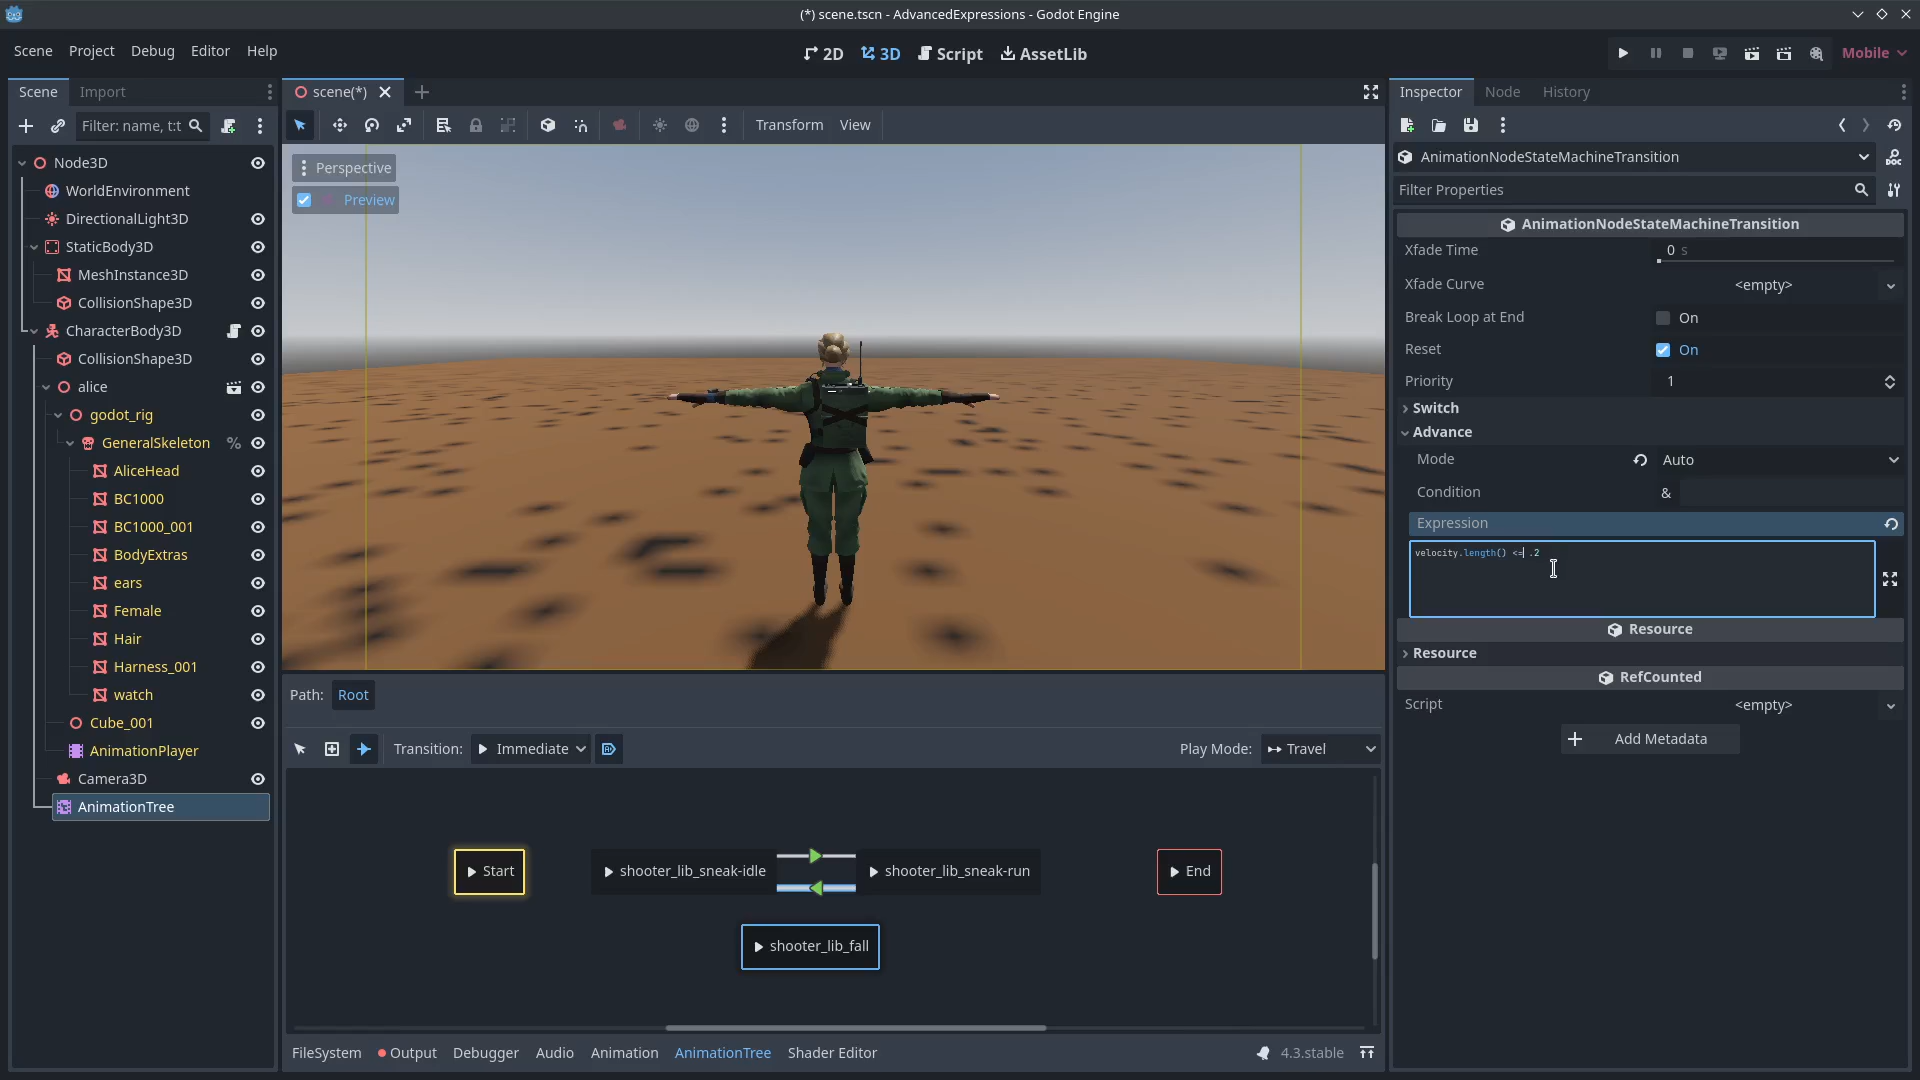 (*) scene.tscn - AdvancedExpressions - Godot Engine
Scene Project Debug Editor Help
2D 3D Script AssetLib
Mobile
Scene Import
Filter: name, t:t
Node3D
WorldEnvironment
DirectionalLight3D
StaticBody3D
MeshInstance3D
CollisionShape3D
CharacterBody3D
CollisionShape3D
alice
godot_rig
GeneralSkeleton %
AliceHead
BC1000
BC1000_001
BodyExtras
ears
Female
Hair
Harness_001
watch
Cube_001
AnimationPlayer
Camera3D
AnimationTree
scene(*)
Transform View
Perspective
Preview
Path: Root
Transition: Immediate
Play Mode: Travel
Start
shooter_lib_sneak-idle
shooter_lib_sneak-run
End
shooter_lib_fall
FileSystem Output Debugger Audio Animation AnimationTree Shader Editor
4.3.stable
Inspector Node History
AnimationNodeStateMachineTransition
Filter Properties
AnimationNodeStateMachineTransition
Xfade Time 0 s
Xfade Curve <empty>
Break Loop at End On
Reset On
Priority 1
Switch
Advance
Mode Auto
Condition &
Expression
velocity.length() <= .2
Resource
Resource
RefCounted
Script <empty>
+ Add Metadata